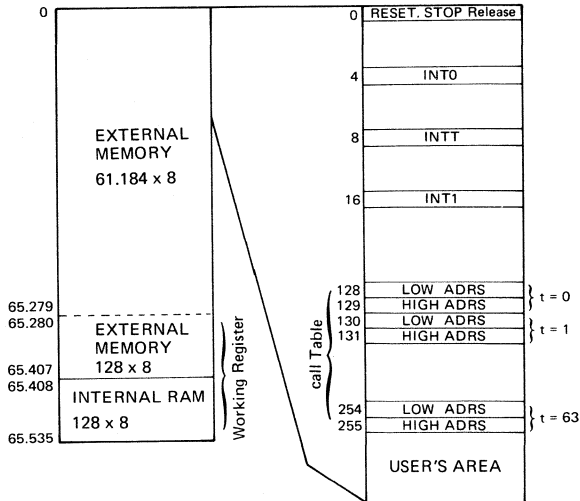 0
EXTERNAL
MEMORY
61.184 x 8
65.279
65.280
EXTERNAL
MEMORY
128 x 8
65.407
65.408
INTERNAL RAM
128 x 8
65.535
Working Register
0
RESET. STOP Release
4
INT0
8
INTT
16
INT1
call Table
128 LOW ADRS
129 HIGH ADRS
t = 0
130 LOW ADRS
131 HIGH ADRS
t = 1
254 LOW ADRS
255 HIGH ADRS
t = 63
USER'S AREA